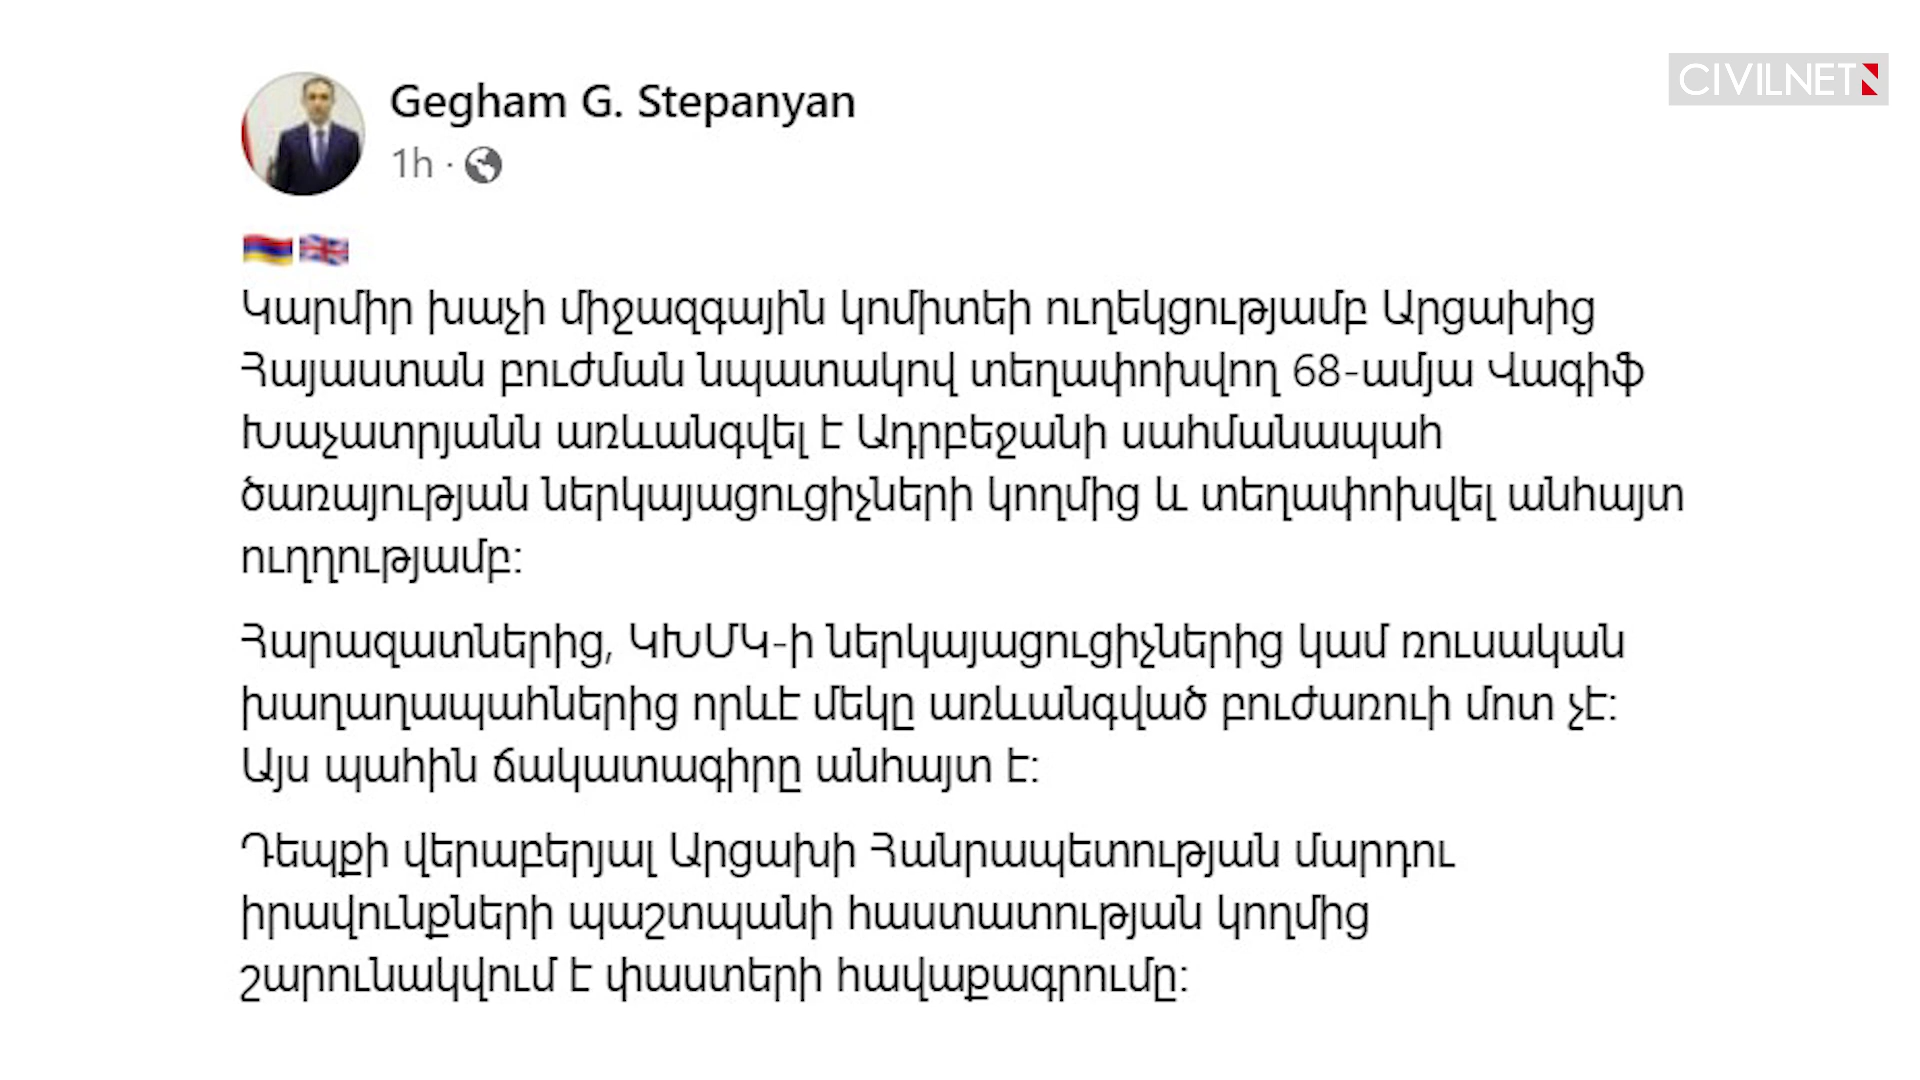 CIVILNET
Gegham G. Stepanyan
1h ·
Կարմիր խաչի միջազգային կոմիտեի ուղեկցությամբ Արցախից
Հայաստան բուժման նպատակով տեղափոխվող 68-ամյա Վագիֆ
Խաչատրյանն առևանգվել է Ադրբեջանի սահմանապահ
ծառայության ներկայացուցիչների կողմից և տեղափոխվել անհայտ
ուղղությամբ։
Հարազատներից, ԿԽՄԿ-ի ներկայացուցիչներից կամ ռուսական
խաղաղապահներից որևէ մեկը առևանգված բուժառուի մոտ չէ։
Այս պահին ճակատագիրը անհայտ է։
Դեպքի վերաբերյալ Արցախի Հանրապետության մարդու
իրավունքների պաշտպանի հաստատության կողմից
շարունակվում է փաստերի հավաքագրումը։